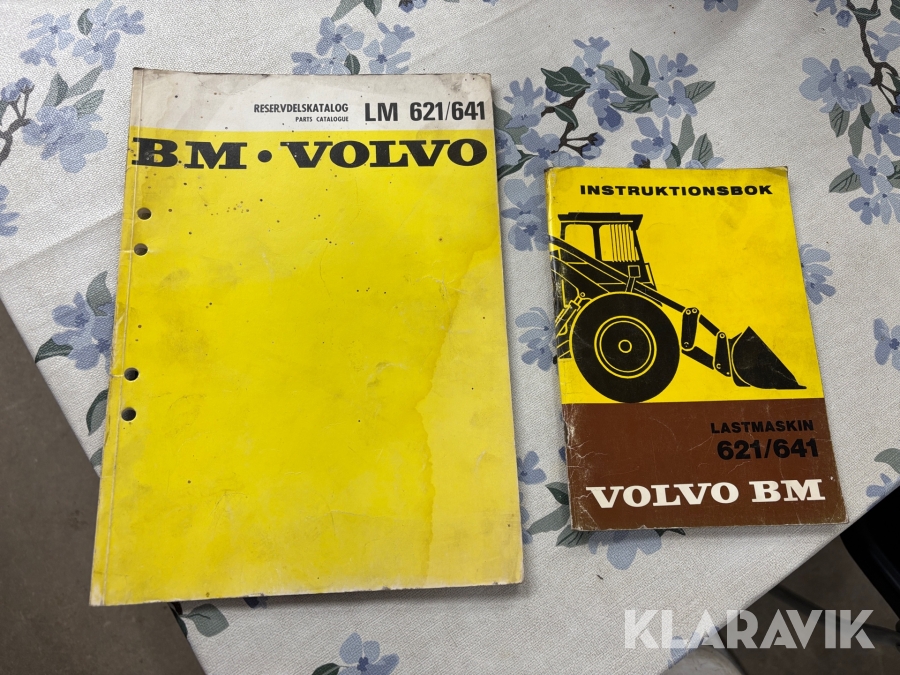 RESERVDELSKATALOG
PARTS CATALOGUE
LM 621/641
BM • VOLVO
INSTRUKTIONSBOK
LASTMASKIN
621/641
VOLVO BM
KLARAVIK